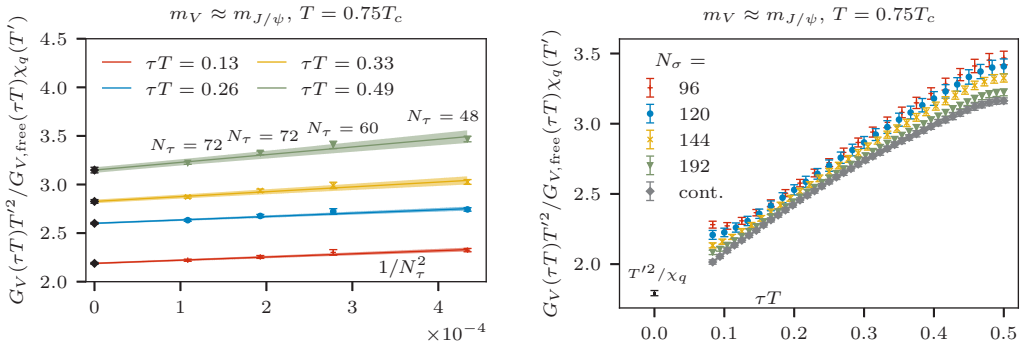 m_V ≈ m_{J/ψ}, T = 0.75T_c
G_V(τT)T'^2/G_{V,free}(τT)χ_q(T')
4.5
4.0
3.5
3.0
2.5
2.0
τT = 0.13
τT = 0.33
τT = 0.26
τT = 0.49
N_τ = 72
N_τ = 72
N_τ = 60
N_τ = 48
1/N_τ^2
0
1
2
3
4
×10^{-4}
m_V ≈ m_{J/ψ}, T = 0.75T_c
G_V(τT)T'^2/G_{V,free}(τT)χ_q(T')
3.5
3.0
2.5
2.0
N_σ =
96
120
144
192
cont.
T'^2/χ_q
τT
0.0
0.1
0.2
0.3
0.4
0.5